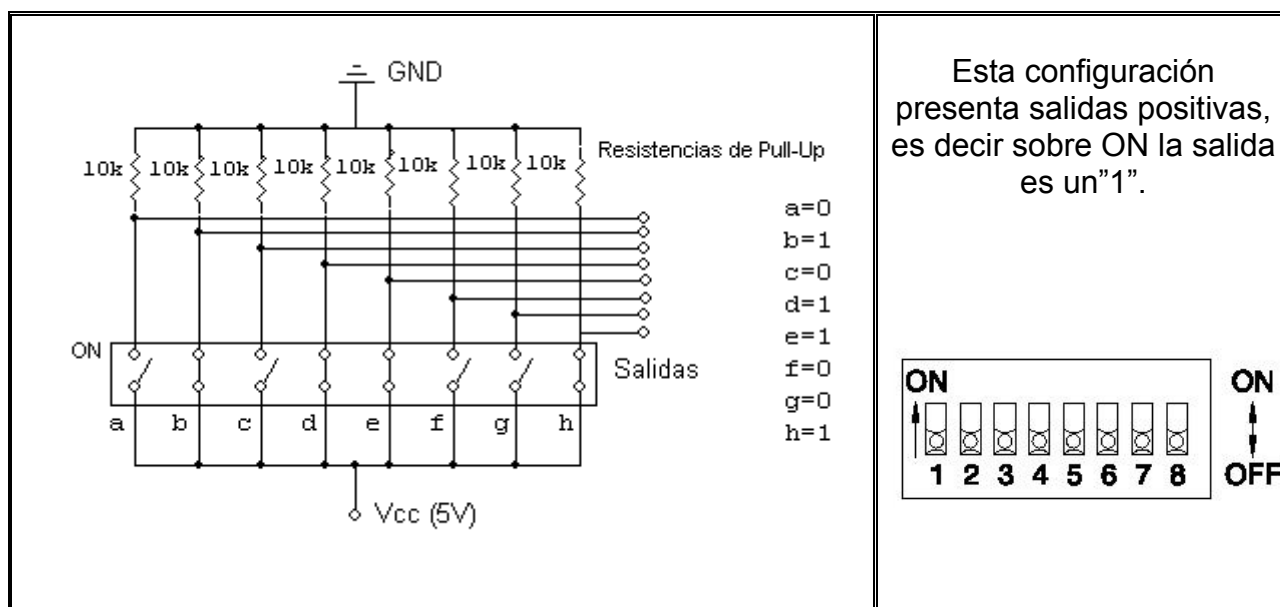 GND
10k 10k 10k 10k 10k 10k 10k 10k
Resistencias de Pull-Up
a=0
b=1
c=0
d=1
e=1
f=0
g=0
h=1
ON
Salidas
a b c d e f g h
Vcc (5V)
Esta configuración
presenta salidas positivas,
es decir sobre ON la salida
es un”1”.
ON
1 2 3 4 5 6 7 8
ON
OFF